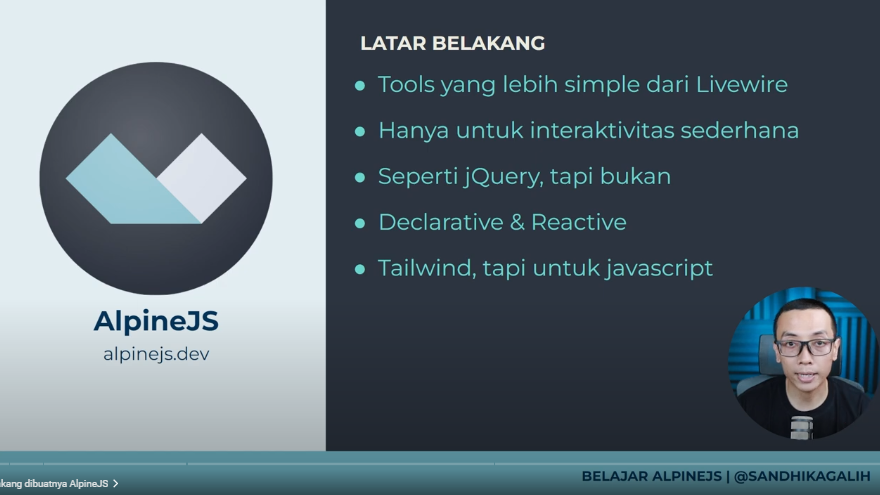 LATAR BELAKANG
Tools yang lebih simple dari Livewire
Hanya untuk interaktivitas sederhana
Seperti jQuery, tapi bukan
Declarative & Reactive
Tailwind, tapi untuk javascript
AlpineJS
alpinejs.dev
dibuatnya AlpineJS
BELAJAR ALPINEJS | @SANDHIKAGALIH